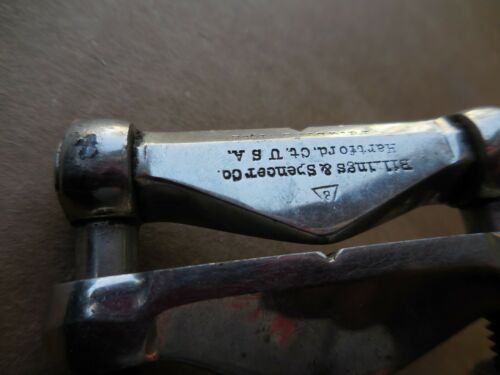 B
BILLINGS & SPENCER CO.
Hartford. Ct. U S A.